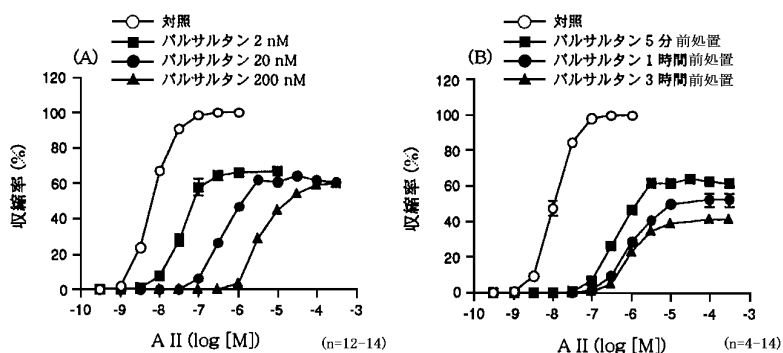 対照
バルサルタン 2 nM
バルサルタン 20 nM
バルサルタン 200 nM
(A)
収縮率 (%)
120
100
80
60
40
20
0
-10 -9 -8 -7 -6 -5 -4 -3
A II (log [M])
(n=12-14)
対照
バルサルタン 5 分 前処置
バルサルタン 1 時間前処置
バルサルタン 3 時間前処置
(B)
収縮率 (%)
120
100
80
60
40
20
0
-10 -9 -8 -7 -6 -5 -4 -3
A II (log [M])
(n=4-14)